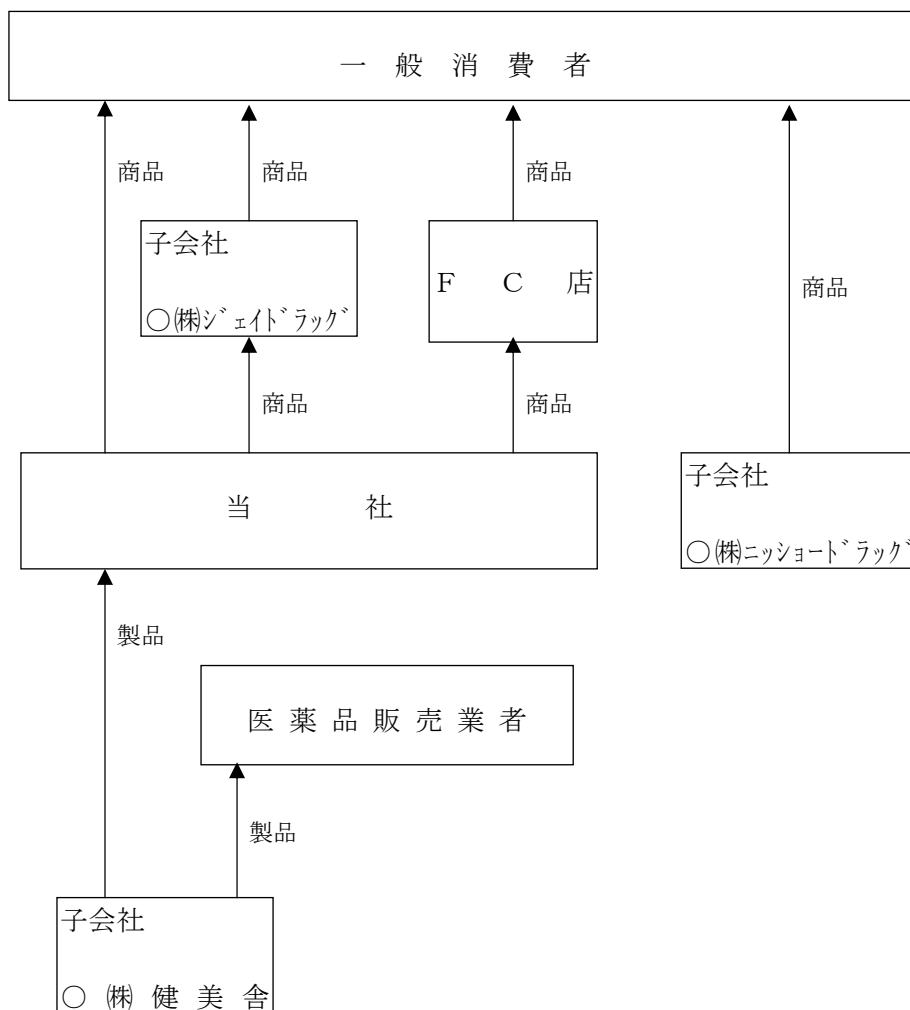 一 般 消 費 者
商品
商品
商品
商品
子会社
○㈱ｼﾞｪｲﾄﾞﾗｯｸﾞ
Ｆ Ｃ 店
商品
商品
当 社
子会社
○㈱ﾆｯｼｮｰﾄﾞﾗｯｸﾞ
製品
医 薬 品 販 売 業 者
製品
子会社
○ ㈱ 健 美 舎